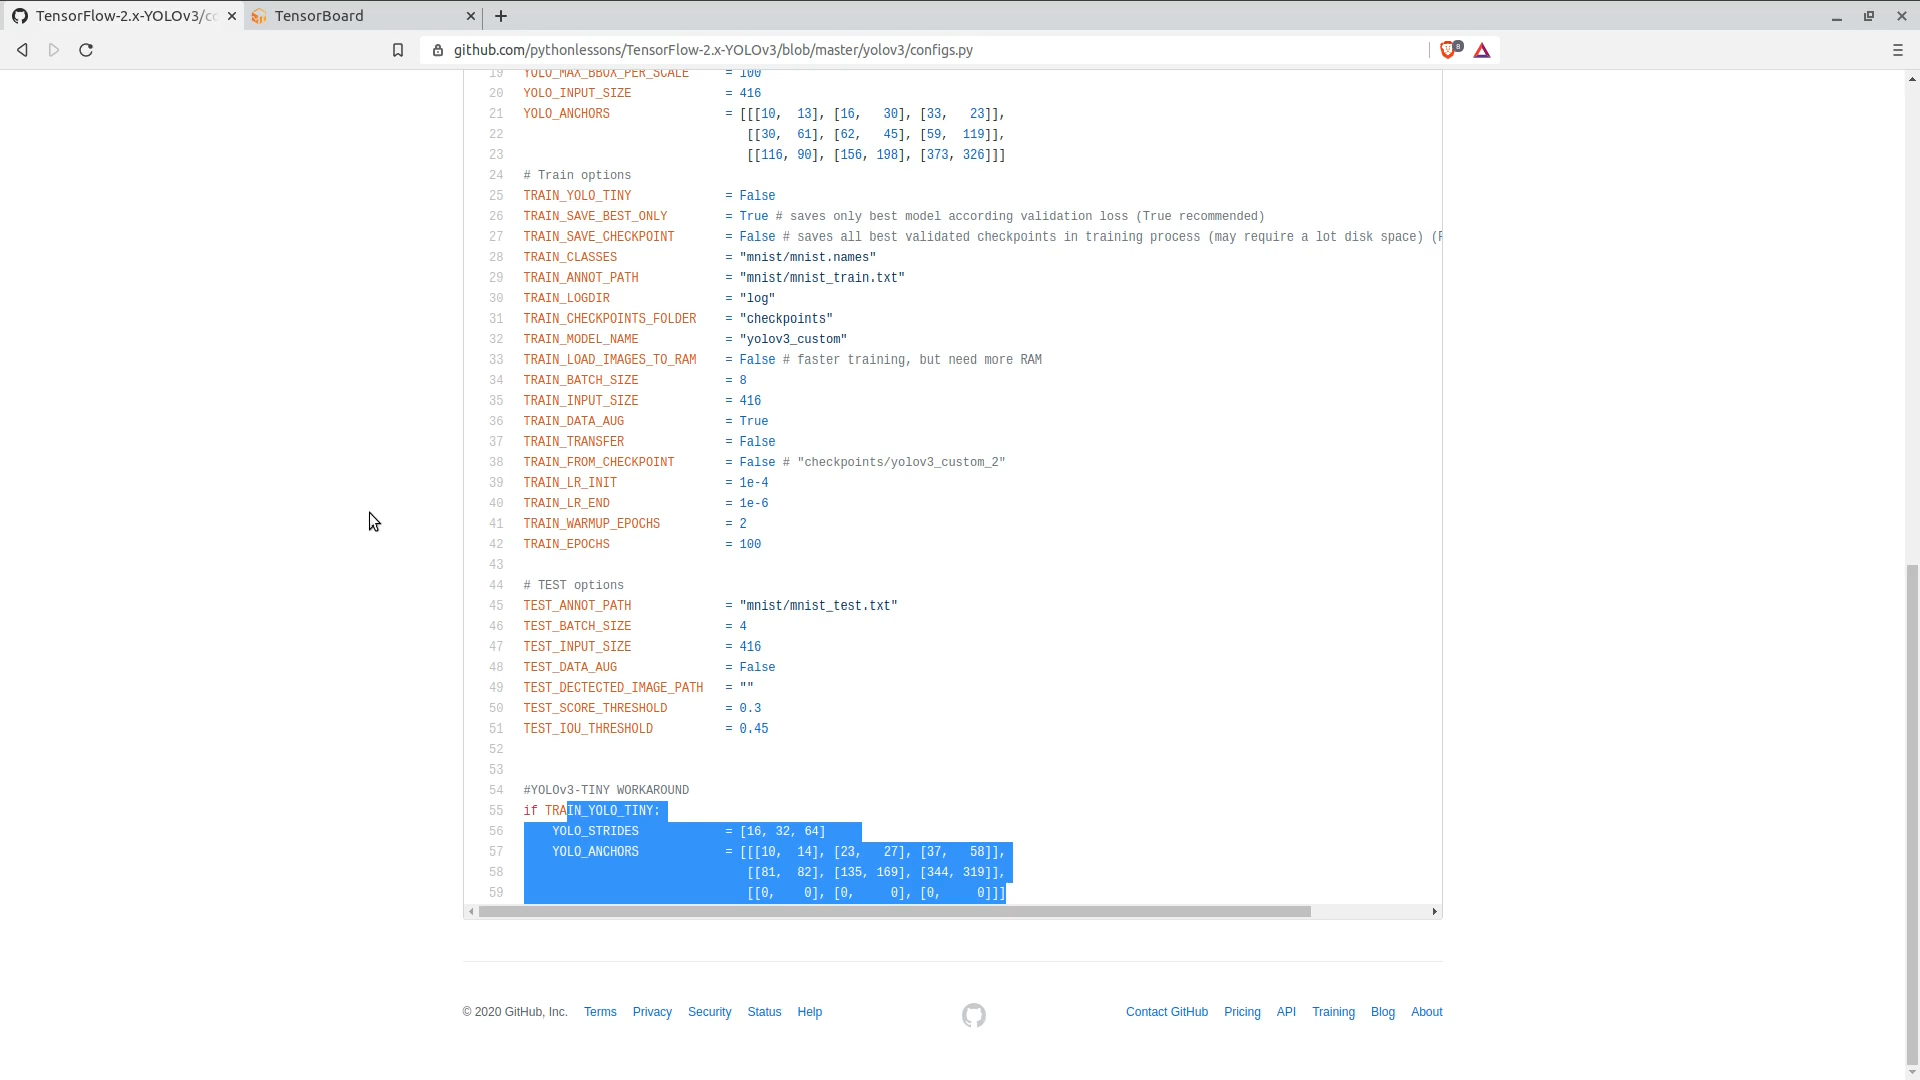 TensorFlow-2.x-YOLOv3/co
TensorBoard
github.com/pythonlessons/TensorFlow-2.x-YOLOv3/blob/master/yolov3/configs.py
8
19 YOLO_MAX_BBOX_PER_SCALE = 100
20 YOLO_INPUT_SIZE = 416
21 YOLO_ANCHORS = [[[10, 13], [16, 30], [33, 23]],
22 [[30, 61], [62, 45], [59, 119]],
23 [[116, 90], [156, 198], [373, 326]]]
24 # Train options
25 TRAIN_YOLO_TINY = False
26 TRAIN_SAVE_BEST_ONLY = True # saves only best model according validation loss (True recommended)
27 TRAIN_SAVE_CHECKPOINT = False # saves all best validated checkpoints in training process (may require a lot disk space) (F
28 TRAIN_CLASSES = "mnist/mnist.names"
29 TRAIN_ANNOT_PATH = "mnist/mnist_train.txt"
30 TRAIN_LOGDIR = "log"
31 TRAIN_CHECKPOINTS_FOLDER = "checkpoints"
32 TRAIN_MODEL_NAME = "yolov3_custom"
33 TRAIN_LOAD_IMAGES_TO_RAM = False # faster training, but need more RAM
34 TRAIN_BATCH_SIZE = 8
35 TRAIN_INPUT_SIZE = 416
36 TRAIN_DATA_AUG = True
37 TRAIN_TRANSFER = False
38 TRAIN_FROM_CHECKPOINT = False # "checkpoints/yolov3_custom_2"
39 TRAIN_LR_INIT = 1e-4
40 TRAIN_LR_END = 1e-6
41 TRAIN_WARMUP_EPOCHS = 2
42 TRAIN_EPOCHS = 100
43
44 # TEST options
45 TEST_ANNOT_PATH = "mnist/mnist_test.txt"
46 TEST_BATCH_SIZE = 4
47 TEST_INPUT_SIZE = 416
48 TEST_DATA_AUG = False
49 TEST_DECTECTED_IMAGE_PATH = ""
50 TEST_SCORE_THRESHOLD = 0.3
51 TEST_IOU_THRESHOLD = 0.45
52
53
54 #YOLOv3-TINY WORKAROUND
55 if TRAIN_YOLO_TINY:
56 YOLO_STRIDES = [16, 32, 64]
57 YOLO_ANCHORS = [[[10, 14], [23, 27], [37, 58]],
58 [[81, 82], [135, 169], [344, 319]],
59 [[0, 0], [0, 0], [0, 0]]]
© 2020 GitHub, Inc. Terms Privacy Security Status Help Contact GitHub Pricing API Training Blog About